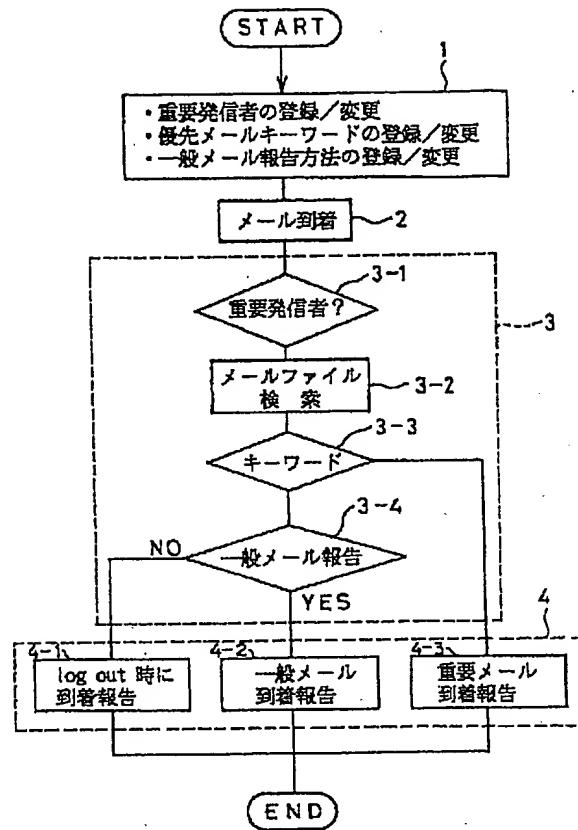 START
1
・重要発信者の登録/変更
・優先メールキーワードの登録/変更
・一般メール報告方法の登録/変更
メール到着
2
3-1
重要発信者?
3
メールファイル
検 索
3-2
3-3
キーワード
3-4
NO
一般メール報告
YES
4
4-1
log out 時に
到着報告
4-2
一般メール
到着報告
4-3
重要メール
到着報告
END